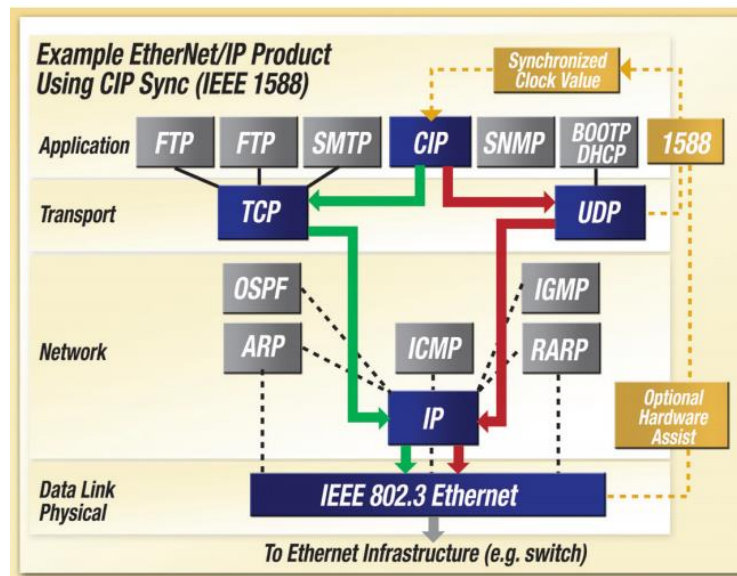 Example EtherNet/IP Product
Using CIP Sync (IEEE 1588)
Synchronized
Clock Value
Application
FTP
FTP
SMTP
CIP
SNMP
BOOTP
DHCP
1588
Transport
TCP
UDP
Network
OSPF
IGMP
ARP
ICMP
RARP
IP
Optional
Hardware
Assist
Data Link
Physical
IEEE 802.3 Ethernet
To Ethernet Infrastructure (e.g. switch)